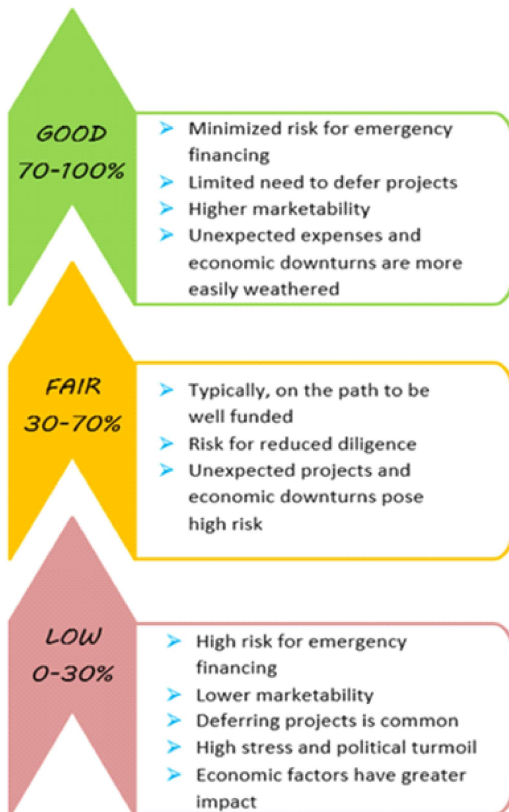 GOOD
70-100%
➤ Minimized risk for emergency
financing
➤ Limited need to defer projects
➤ Higher marketability
➤ Unexpected expenses and
economic downturns are more
easily weathered
FAIR
30-70%
➤ Typically, on the path to be
well funded
➤ Risk for reduced diligence
➤ Unexpected projects and
economic downturns pose
high risk
LOW
0-30%
➤ High risk for emergency
financing
➤ Lower marketability
➤ Deferring projects is common
➤ High stress and political turmoil
➤ Economic factors have greater
impact